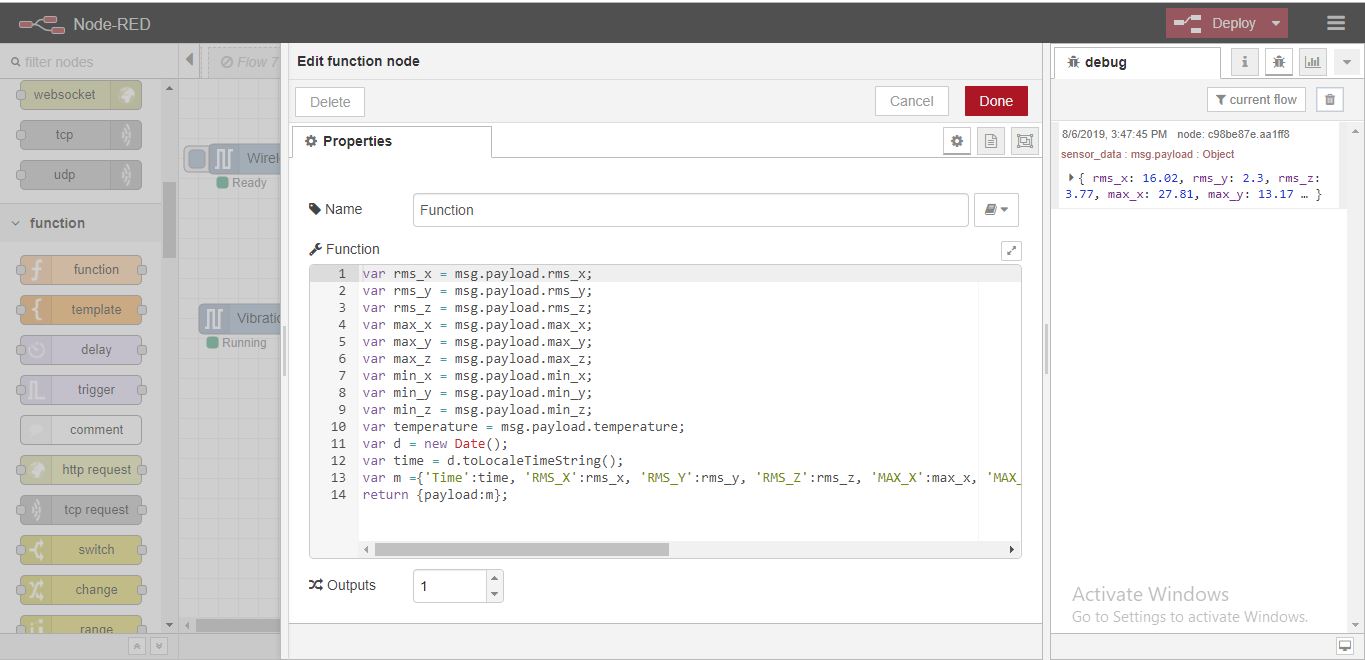 Node-RED
Deploy
filter nodes
websocket
tcp
udp
function
function
template
delay
trigger
comment
http request
tcp request
switch
change
range
Flow 7
Ready
Running
Edit function node
Delete
Cancel
Done
Properties
Name
Function
Function
1 var rms_x = msg.payload.rms_x;
2 var rms_y = msg.payload.rms_y;
3 var rms_z = msg.payload.rms_z;
4 var max_x = msg.payload.max_x;
5 var max_y = msg.payload.max_y;
6 var max_z = msg.payload.max_z;
7 var min_x = msg.payload.min_x;
8 var min_y = msg.payload.min_y;
9 var min_z = msg.payload.min_z;
10 var temperature = msg.payload.temperature;
11 var d = new Date();
12 var time = d.toLocaleTimeString();
13 var m ={'Time':time, 'RMS_X':rms_x, 'RMS_Y':rms_y, 'RMS_Z':rms_z, 'MAX_X':max_x, 'MAX_
14 return {payload:m};
Outputs
1
debug
current flow
8/6/2019, 3:47:45 PM node: c98be87e.aa1ff8
sensor_data : msg.payload : Object
{ rms_x: 16.02, rms_y: 2.3, rms_z:
3.77, max_x: 27.81, max_y: 13.17 … }
Activate Windows
Go to Settings to activate Windows.